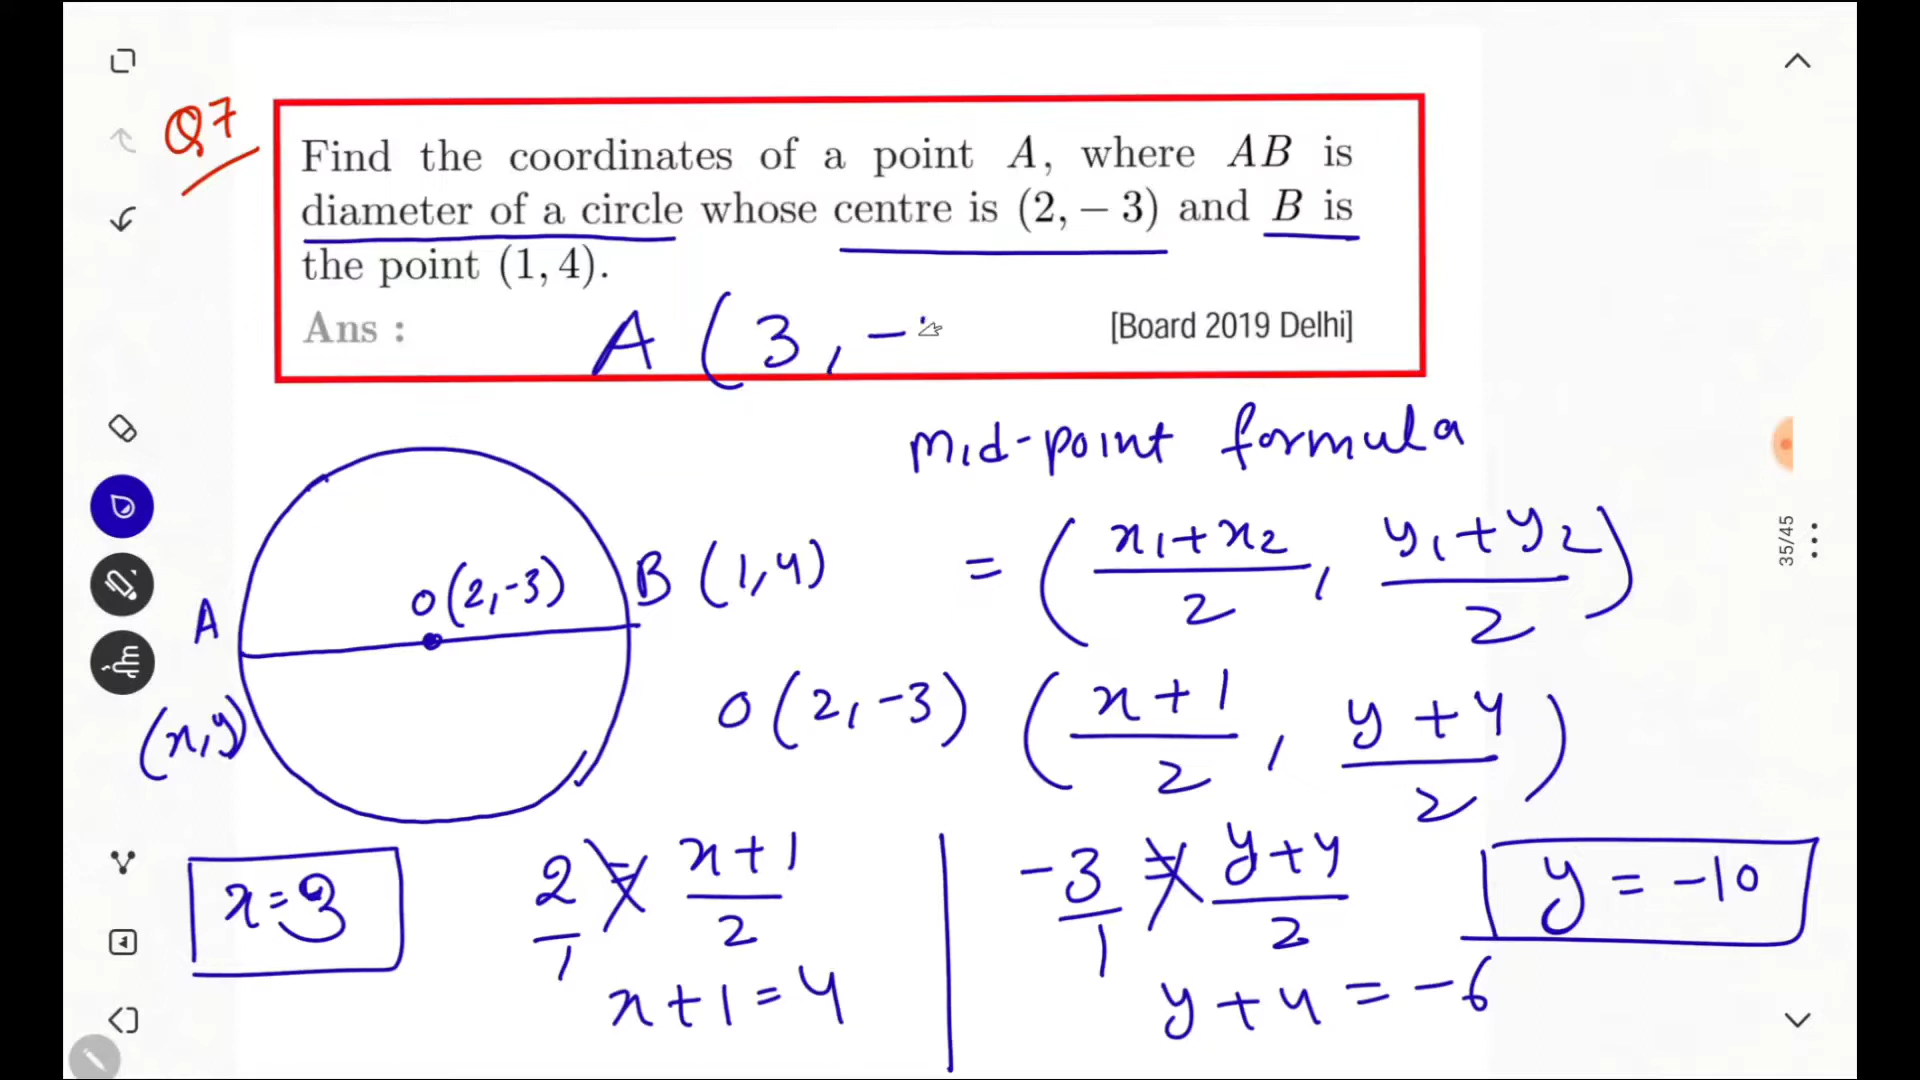 Q7
Find the coordinates of a point A, where AB is
diameter of a circle whose centre is (2, – 3) and B is
the point (1, 4).
Ans :
A ( 3 , –
[Board 2019 Delhi]
Mid-point formula
= ( x₁+x₂/2 , y₁+y₂/2 )
A
O(2,-3)
B (1,4)
(x,y)
O (2, -3) ( x+1/2 , y+4/2 )
x=3
2/1 = x+1/2
x+1=4
-3/1 = y+4/2
y+4=-6
y = -10
35/45